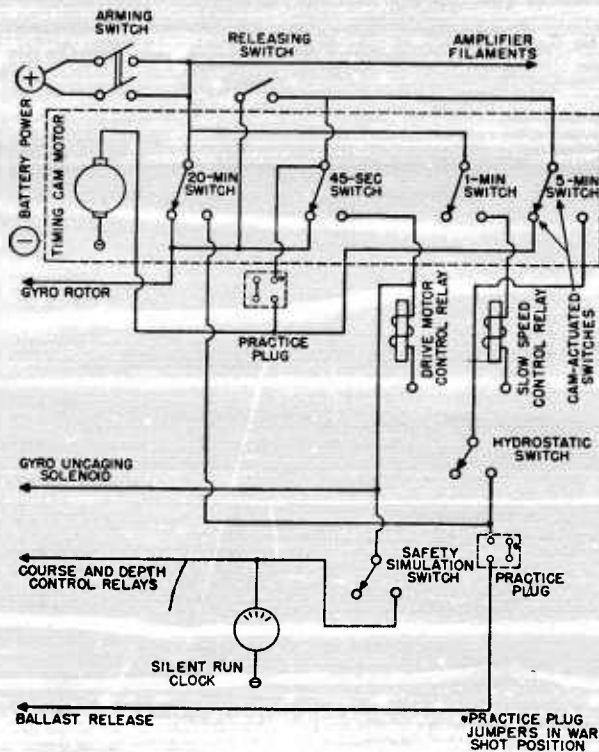 ARMING
SWITCH
RELEASING
SWITCH
AMPLIFIER
FILAMENTS
+
BATTERY POWER
−
TIMING CAM MOTOR
20-MIN
SWITCH
45-SEC
SWITCH
1-MIN
SWITCH
5-MIN
SWITCH
GYRO ROTOR
PRACTICE
PLUG
DRIVE MOTOR
CONTROL RELAY
SLOW SPEED
CONTROL RELAY
CAM-ACTUATED
SWITCHES
HYDROSTATIC
SWITCH
GYRO UNCAGING
SOLENOID
COURSE AND DEPTH
CONTROL RELAYS
SAFETY
SIMULATION
SWITCH
*
PRACTICE
PLUG
SILENT RUN
CLOCK
BALLAST RELEASE
*PRACTICE PLUG
JUMPERS IN WAR
SHOT POSITION